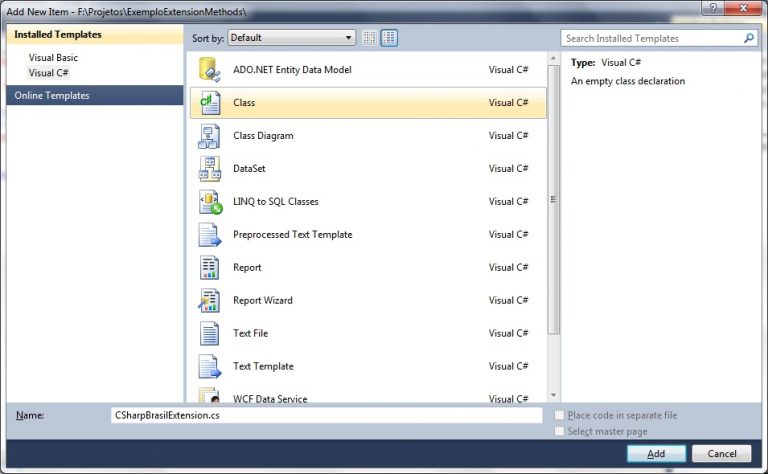 Add New Item - F:\Projetos\ExemploExtensionMethods\
Installed Templates
Visual Basic
Visual C#
Online Templates
Sort by: Default
Search Installed Templates
ADO.NET Entity Data Model Visual C#
Class Visual C#
Class Diagram Visual C#
DataSet Visual C#
LINQ to SQL Classes Visual C#
Preprocessed Text Template Visual C#
Report Visual C#
Report Wizard Visual C#
Text File Visual C#
Text Template Visual C#
WCF Data Service Visual C#
Type: Visual C#
An empty class declaration
Name: CSharpBrasilExtension.cs
Place code in separate file
Select master page
Add Cancel